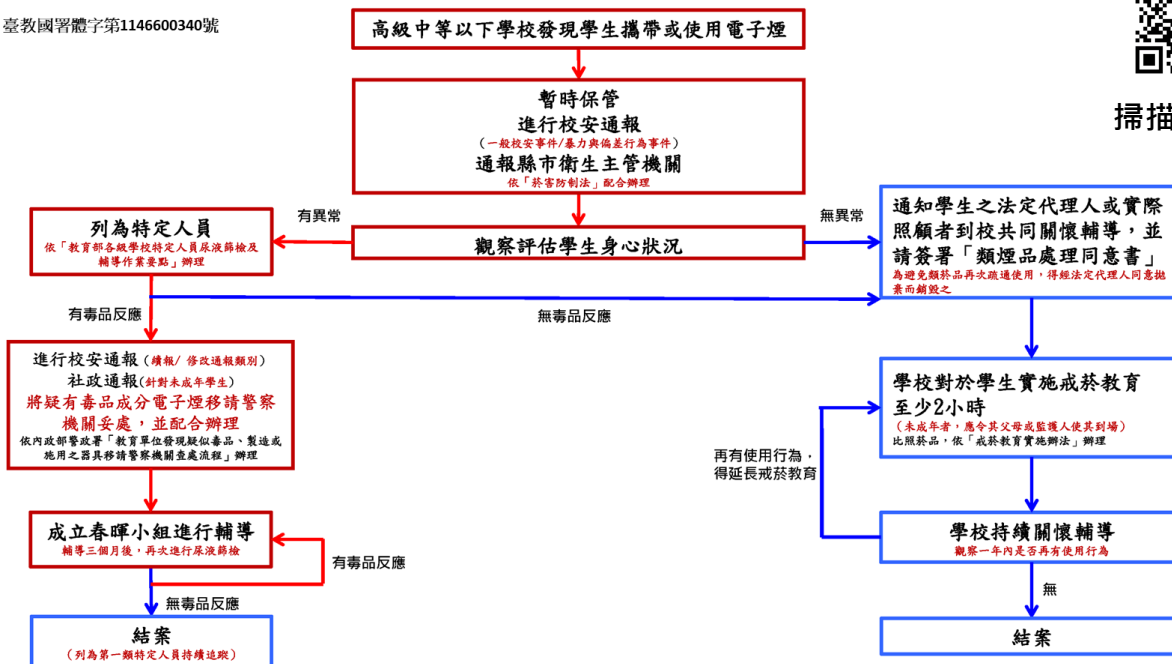 臺教國署體字第1146600340號
高級中等以下學校發現學生攜帶或使用電子煙
掃描
暫時保管
進行校安通報
(一般校安事件/暴力與偏差行為事件)
通報縣市衛生主管機關
依「菸害防制法」配合辦理
有異常
無異常
觀察評估學生身心狀況
列為特定人員
依「教育部各級學校特定人員尿液篩檢及
輔導作業要點」辦理
通知學生之法定代理人或實際
照顧者到校共同關懷輔導,並
請簽署「類煙品處理同意書」
為避免類菸品再次疏通使用,得經法定代理人同意拋
棄而銷毀之
有毒品反應
無毒品反應
進行校安通報(續報/ 修改通報類別)
社政通報(針對未成年學生)
將疑有毒品成分電子煙移請警察
機關妥處,並配合辦理
依內政部警政署「教育單位發現疑似毒品、製造或
施用之器具移請警察機關查處流程」辦理
學校對於學生實施戒菸教育
至少2小時
(未成年者,應令其父母或監護人使其到場)
比照菸品,依「戒菸教育實施辦法」辦理
再有使用行為,
得延長戒菸教育
成立春暉小組進行輔導
輔導三個月後,再次進行尿液篩檢
有毒品反應
學校持續關懷輔導
觀察一年內是否再有使用行為
無毒品反應
無
結案
(列為第一類特定人員持續追蹤)
結案